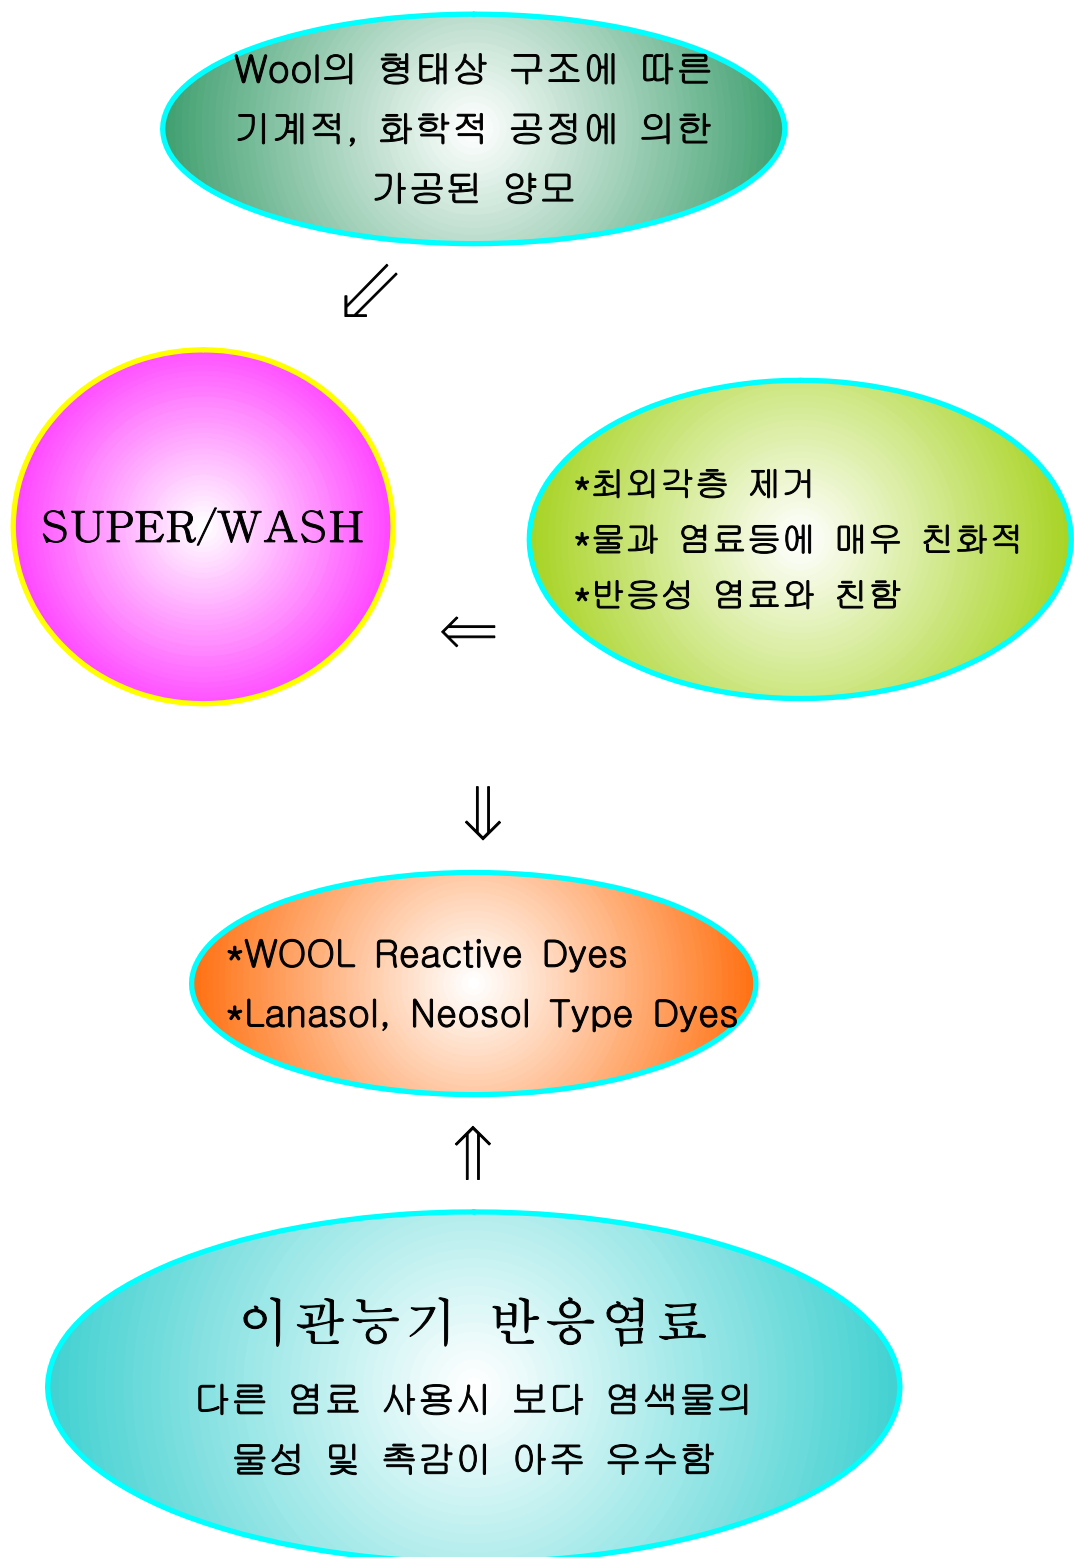 Wool의 형태상 구조에 따른
기계적, 화학적 공정에 의한
가공된 양모
⇙
SUPER/WASH
*최외각층 제거
*물과 염료등에 매우 친화적
*반응성 염료와 친함
⇐
⇓
*WOOL Reactive Dyes
*Lanasol, Neosol Type Dyes
⇑
이관능기 반응염료
다른 염료 사용시 보다 염색물의
물성 및 촉감이 아주 우수함